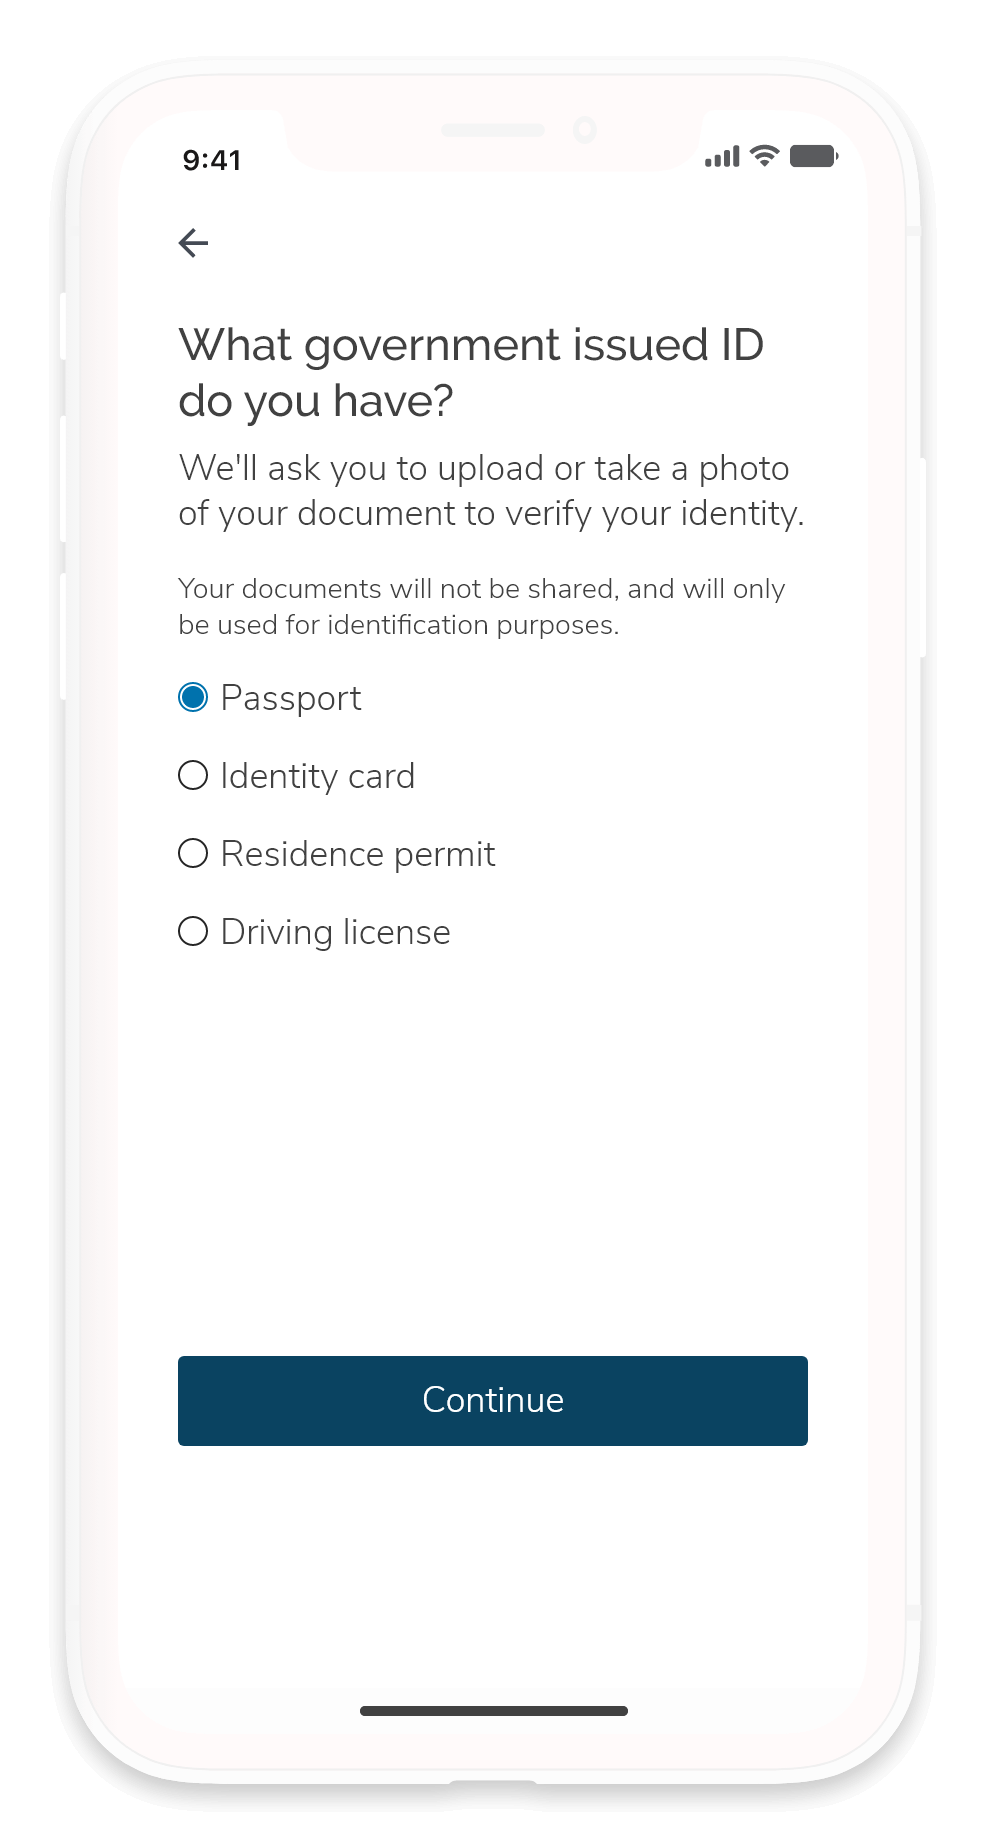 9:41
What government issued ID
do you have?
We'll ask you to upload or take a photo
of your document to verify your identity.
Your documents will not be shared, and will only
be used for identification purposes.
Passport
Identity card
Residence permit
Driving license
Continue